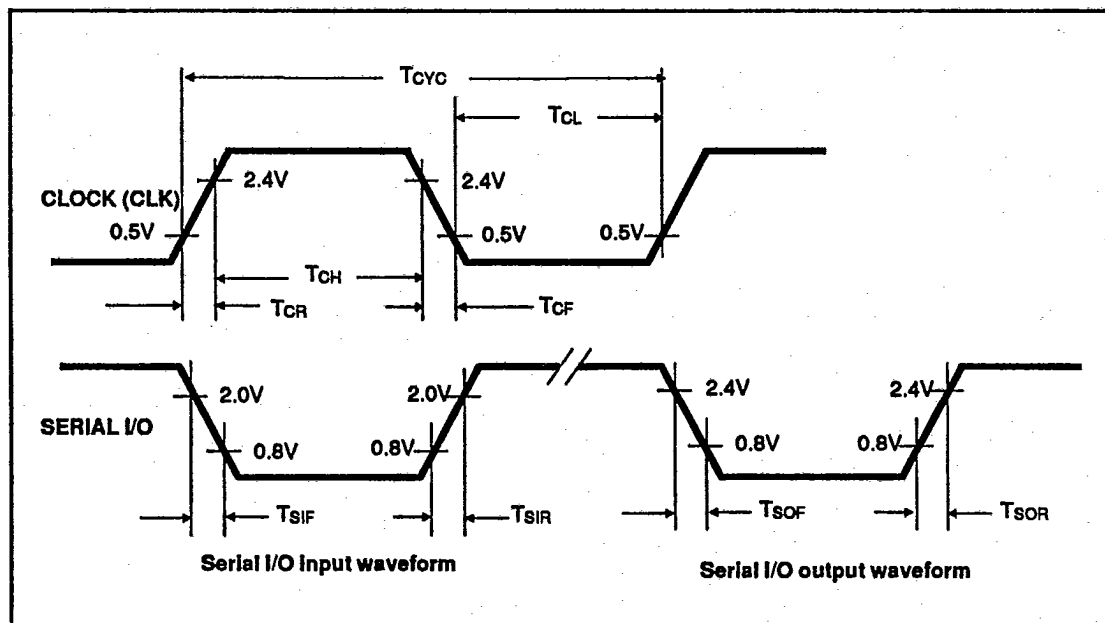 TCYC
TCL
2.4V
2.4V
CLOCK (CLK)
0.5V
0.5V
0.5V
TCH
TCR
TCF
2.0V
2.0V
2.4V
2.4V
SERIAL I/O
0.8V
0.8V
0.8V
0.8V
TSIF
TSIR
TSOF
TSOR
Serial I/O input waveform
Serial I/O output waveform